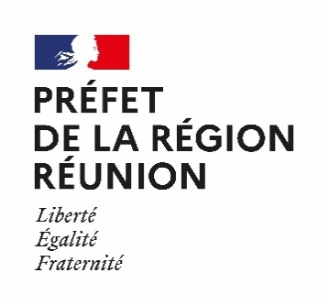 PRÉFET
DE LA RÉGION
RÉUNION
Liberté
Égalité
Fraternité